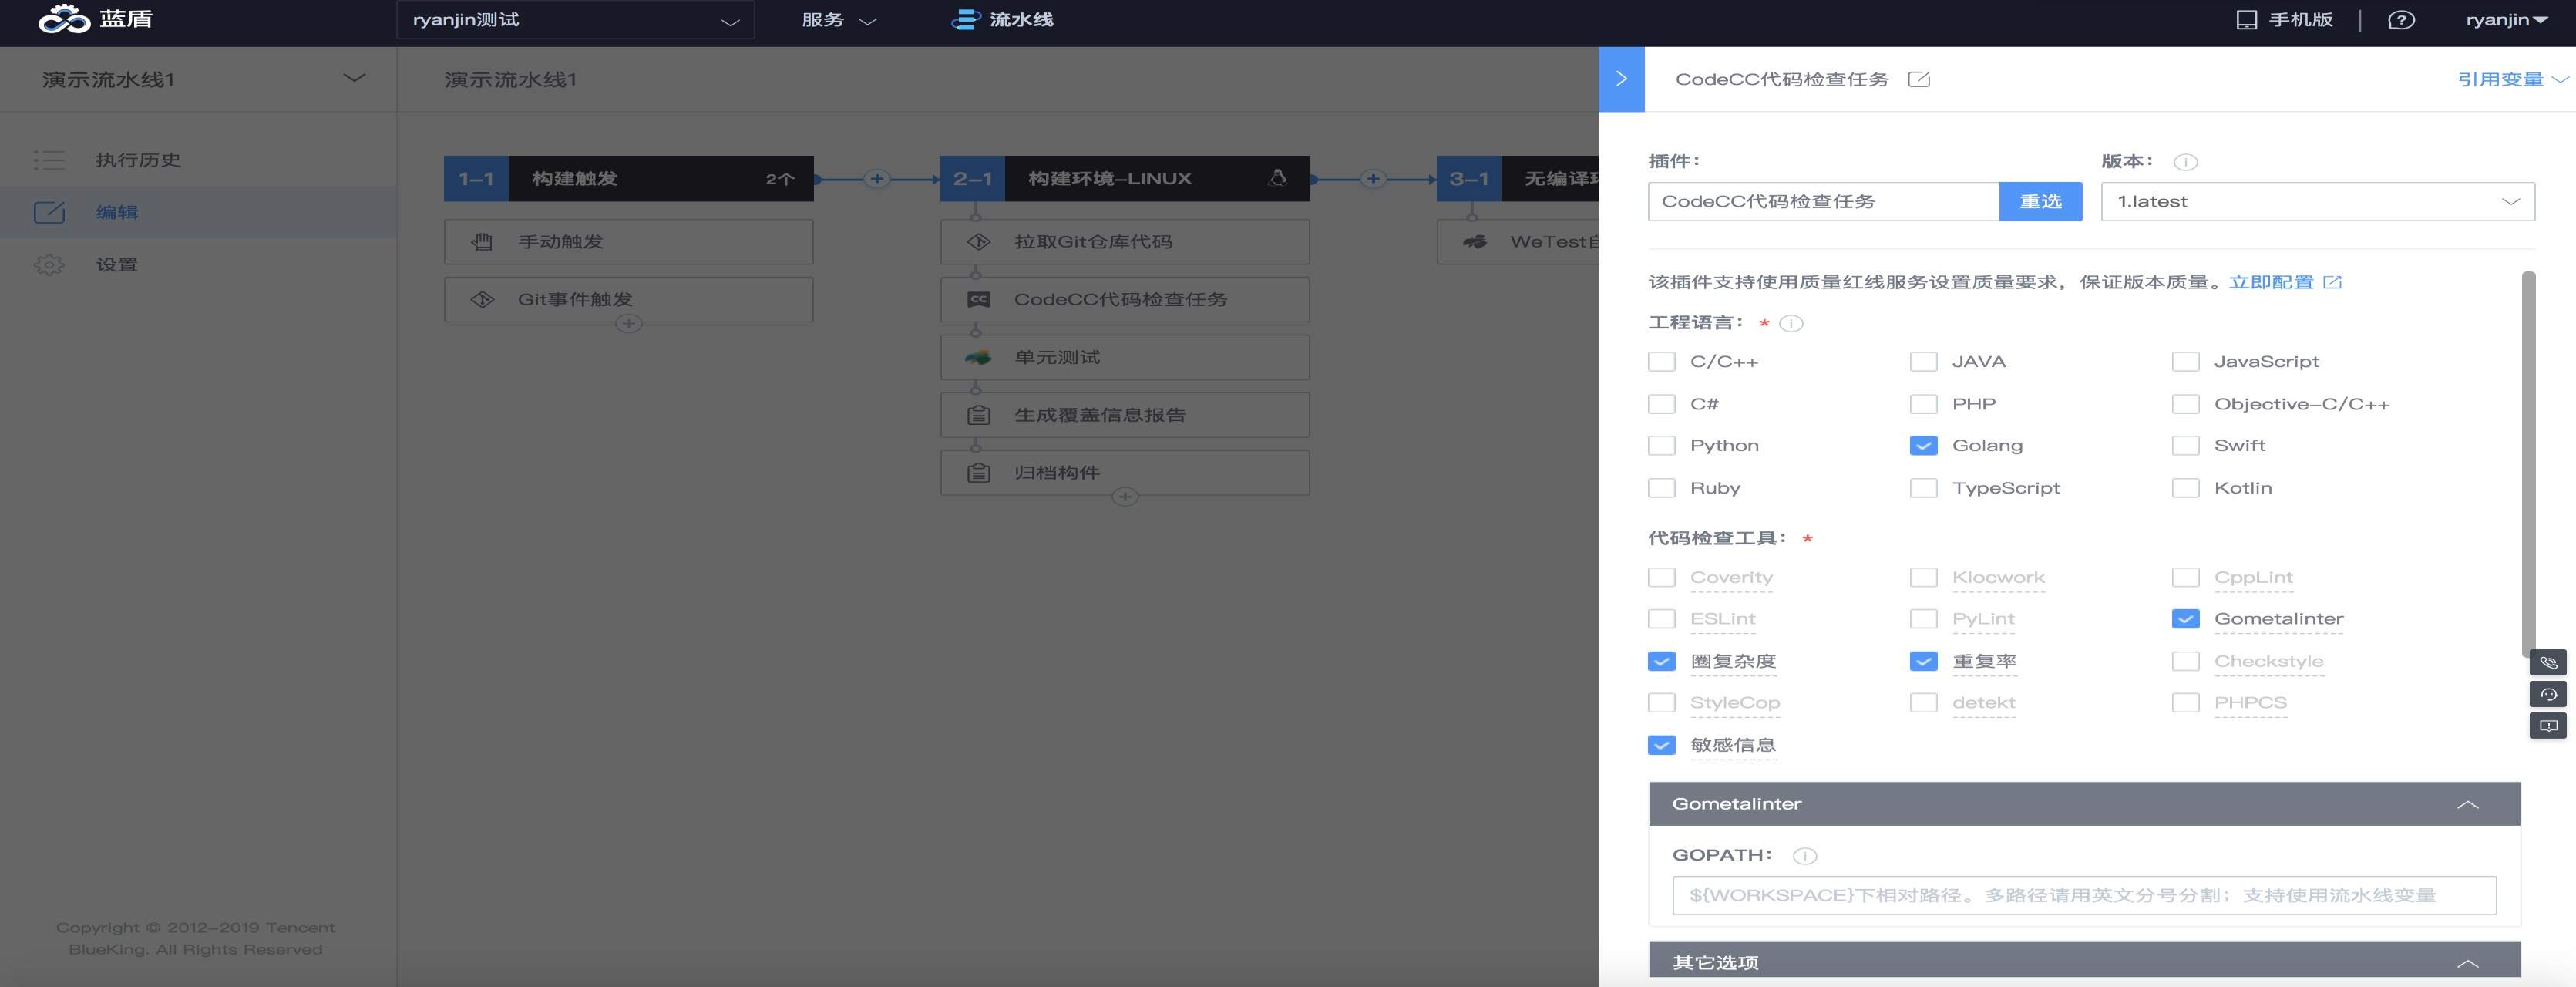 蓝盾
ryanjin测试
服务
流水线
手机版
ryanjin
演示流水线1
执行历史
编辑
设置
Copyright © 2012-2019 Tencent
BlueKing. All Rights Reserved
演示流水线1
1-1 构建触发 2个
手动触发
Git事件触发
2-1 构建环境-LINUX
拉取Git仓库代码
CodeCC代码检查任务
单元测试
生成覆盖信息报告
归档构件
3-1 无编译环
WeTest自
CodeCC代码检查任务
引用变量
插件：
版本：
CodeCC代码检查任务 重选
1.latest
该插件支持使用质量红线服务设置质量要求，保证版本质量。立即配置
工程语言： *
C/C++ JAVA JavaScript
C# PHP Objective-C/C++
Python Golang Swift
Ruby TypeScript Kotlin
代码检查工具： *
Coverity Klocwork CppLint
ESLint PyLint Gometalinter
圈复杂度 重复率 Checkstyle
StyleCop detekt PHPCS
敏感信息
Gometalinter
GOPATH：
${WORKSPACE}下相对路径。多路径请用英文分号分割；支持使用流水线变量
其它选项